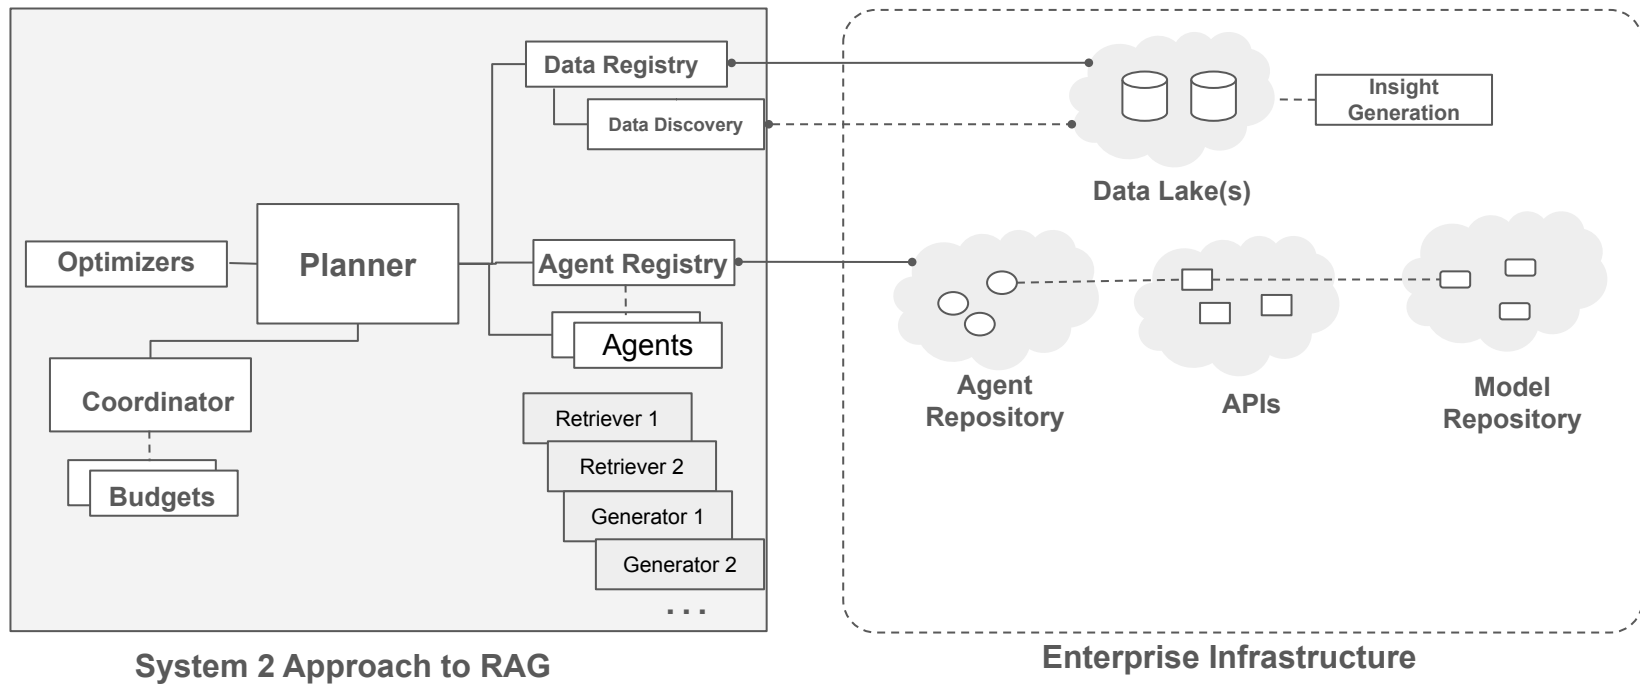 Data Registry
Data Discovery
Optimizers
Planner
Agent Registry
Agents
Coordinator
Budgets
Retriever 1
Retriever 2
Generator 1
Generator 2
...
System 2 Approach to RAG
Insight
Generation
Data Lake(s)
Agent
Repository
APIs
Model
Repository
Enterprise Infrastructure